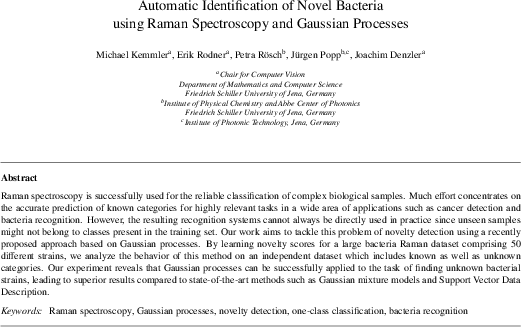 Automatic Identification of Novel Bacteria
using Raman Spectroscopy and Gaussian Processes
Michael Kemmlerᵃ, Erik Rodnerᵃ, Petra Röschᵇ, Jürgen Poppᵇ,ᶜ, Joachim Denzlerᵃ
ᵃChair for Computer Vision
Department of Mathematics and Computer Science
Friedrich Schiller University of Jena, Germany
ᵇInstitute of Physical Chemistry and Abbe Center of Photonics
Friedrich Schiller University of Jena, Germany
ᶜInstitute of Photonic Technology, Jena, Germany
Abstract
Raman spectroscopy is successfully used for the reliable classification of complex biological samples. Much effort concentrates on
the accurate prediction of known categories for highly relevant tasks in a wide area of applications such as cancer detection and
bacteria recognition. However, the resulting recognition systems cannot always be directly used in practice since unseen samples
might not belong to classes present in the training set. Our work aims to tackle this problem of novelty detection using a recently
proposed approach based on Gaussian processes. By learning novelty scores for a large bacteria Raman dataset comprising 50
different strains, we analyze the behavior of this method on an independent dataset which includes known as well as unknown
categories. Our experiment reveals that Gaussian processes can be successfully applied to the task of finding unknown bacterial
strains, leading to superior results compared to state-of-the-art methods such as Gaussian mixture models and Support Vector Data
Description.
Keywords: Raman spectroscopy, Gaussian processes, novelty detection, one-class classification, bacteria recognition